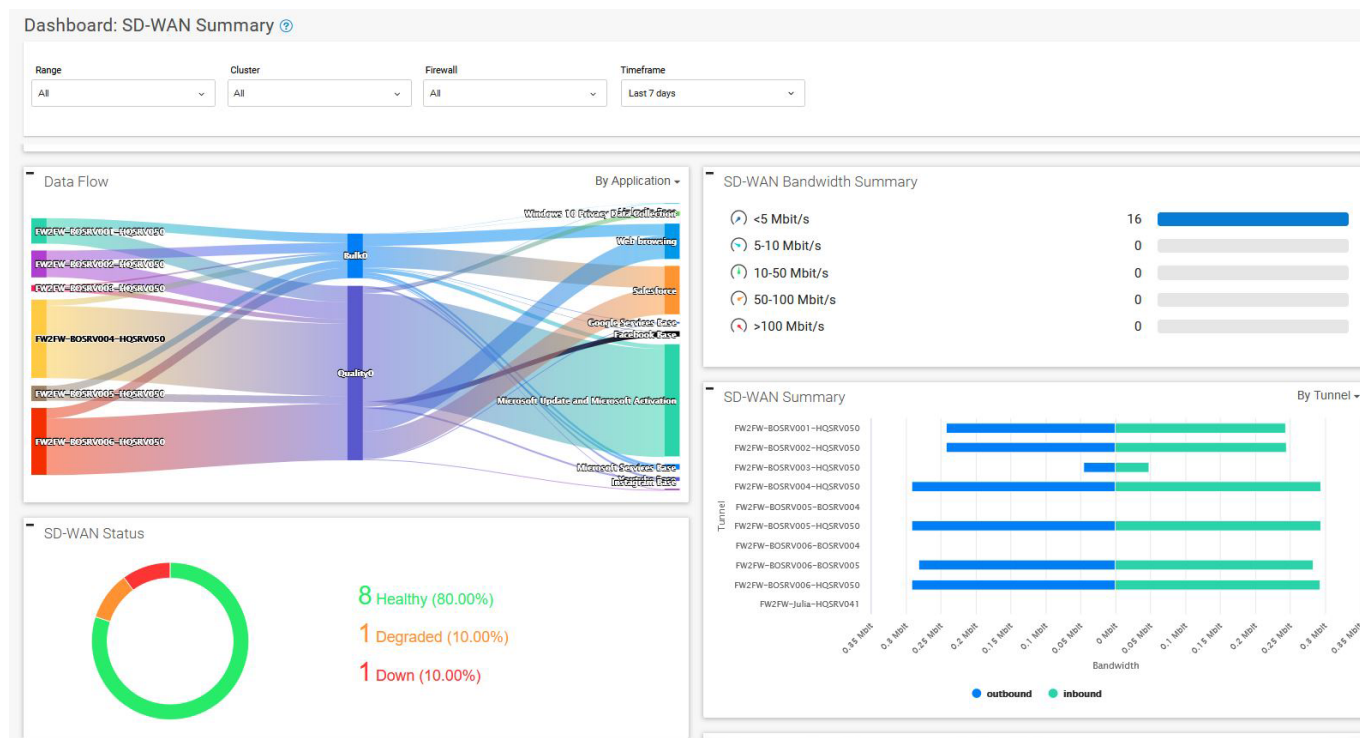 Dashboard: SD-WAN Summary ?
Range
Cluster
Firewall
Timeframe
All
All
All
Last 7 days
Data Flow
By Application
FW2FW-BOSRV001-HQSRV050
FW2FW-BOSRV002-HQSRV050
FW2FW-BOSRV003-HQSRV050
FW2FW-BOSRV004-HQSRV050
FW2FW-BOSRV005-HQSRV050
FW2FW-BOSRV006-HQSRV050
Bulk0
Quality0
Windows 10 Privacy Data Collection
Web browsing
Salesforce
Google Services Base
Facebook Base
Microsoft Update and Microsoft Activation
Microsoft Services Base
Youtube Base
Instagram Base
SD-WAN Status
8 Healthy (80.00%)
1 Degraded (10.00%)
1 Down (10.00%)
SD-WAN Bandwidth Summary
<5 Mbit/s 16
5-10 Mbit/s 0
10-50 Mbit/s 0
50-100 Mbit/s 0
>100 Mbit/s 0
SD-WAN Summary
By Tunnel
Tunnel
FW2FW-BOSRV001-HQSRV050
FW2FW-BOSRV002-HQSRV050
FW2FW-BOSRV003-HQSRV050
FW2FW-BOSRV004-HQSRV050
FW2FW-BOSRV005-BOSRV004
FW2FW-BOSRV005-HQSRV050
FW2FW-BOSRV006-BOSRV004
FW2FW-BOSRV006-BOSRV005
FW2FW-BOSRV006-HQSRV050
FW2FW-Julia-HQSRV041
0.35 Mbit 0.3 Mbit 0.25 Mbit 0.2 Mbit 0.15 Mbit 0.1 Mbit 0.05 Mbit 0 Mbit 0.05 Mbit 0.1 Mbit 0.15 Mbit 0.2 Mbit 0.25 Mbit 0.3 Mbit 0.35 Mbit
Bandwidth
outbound inbound